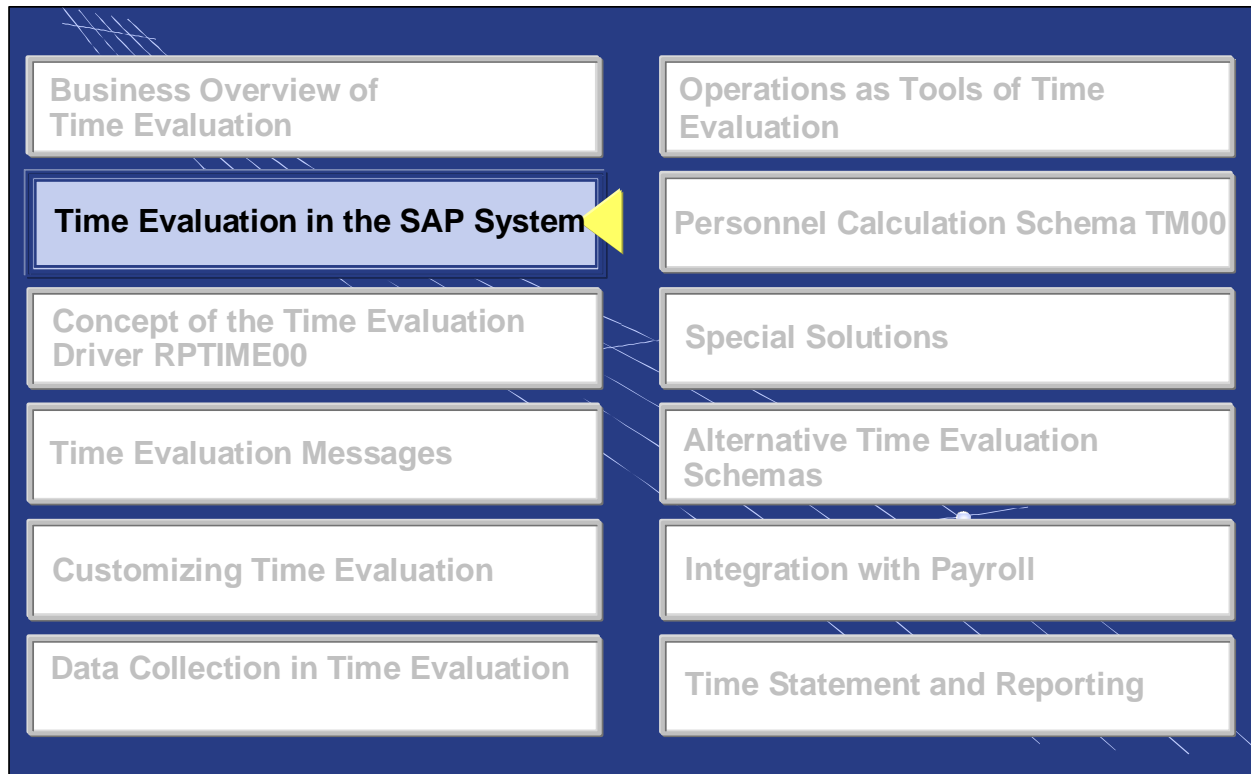 Business Overview of
Time Evaluation
Time Evaluation in the SAP System
Concept of the Time Evaluation
Driver RPTIME00
Time Evaluation Messages
Customizing Time Evaluation
Data Collection in Time Evaluation
Operations as Tools of Time
Evaluation
Personnel Calculation Schema TM00
Special Solutions
Alternative Time Evaluation
Schemas
Integration with Payroll
Time Statement and Reporting